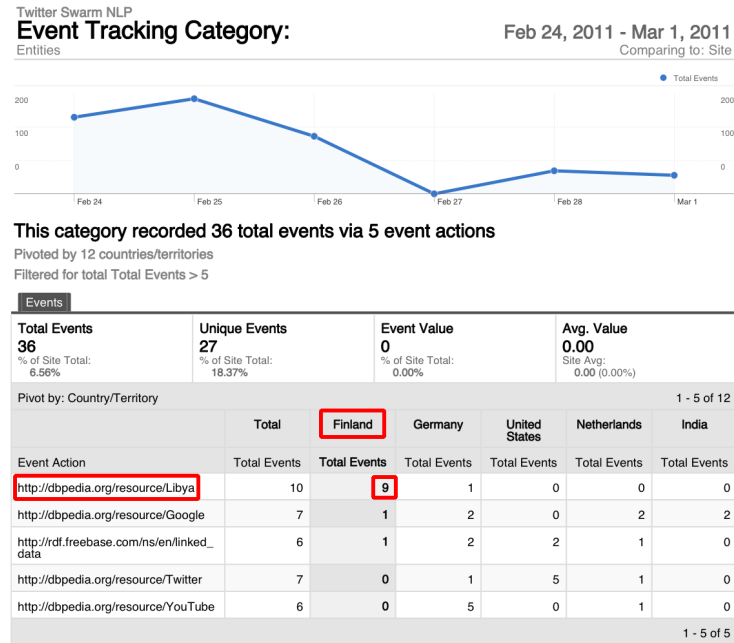 Twitter Swarm NLP
Event Tracking Category:
Feb 24, 2011 - Mar 1, 2011
Entities
Comparing to: Site
Total Events
200 200
100 100
0 0
Feb 24 Feb 25 Feb 26 Feb 27 Feb 28 Mar 1
This category recorded 36 total events via 5 event actions
Pivoted by 12 countries/territories
Filtered for total Total Events > 5
Events
Total Events Unique Events Event Value Avg. Value
36 27 0 0.00
% of Site Total: % of Site Total: % of Site Total: Site Avg:
6.56% 18.37% 0.00% 0.00 (0.00%)
Pivot by: Country/Territory 1 - 5 of 12
Total Finland Germany United States Netherlands India
Event Action Total Events Total Events Total Events Total Events Total Events Total Events
http://dbpedia.org/resource/Libya 10 9 1 0 0 0
http://dbpedia.org/resource/Google 7 1 2 0 2 2
http://rdf.freebase.com/ns/en/linked_
data 6 1 2 2 1 0
http://dbpedia.org/resource/Twitter 7 0 1 5 1 0
http://dbpedia.org/resource/YouTube 6 0 5 0 1 0
1 - 5 of 5